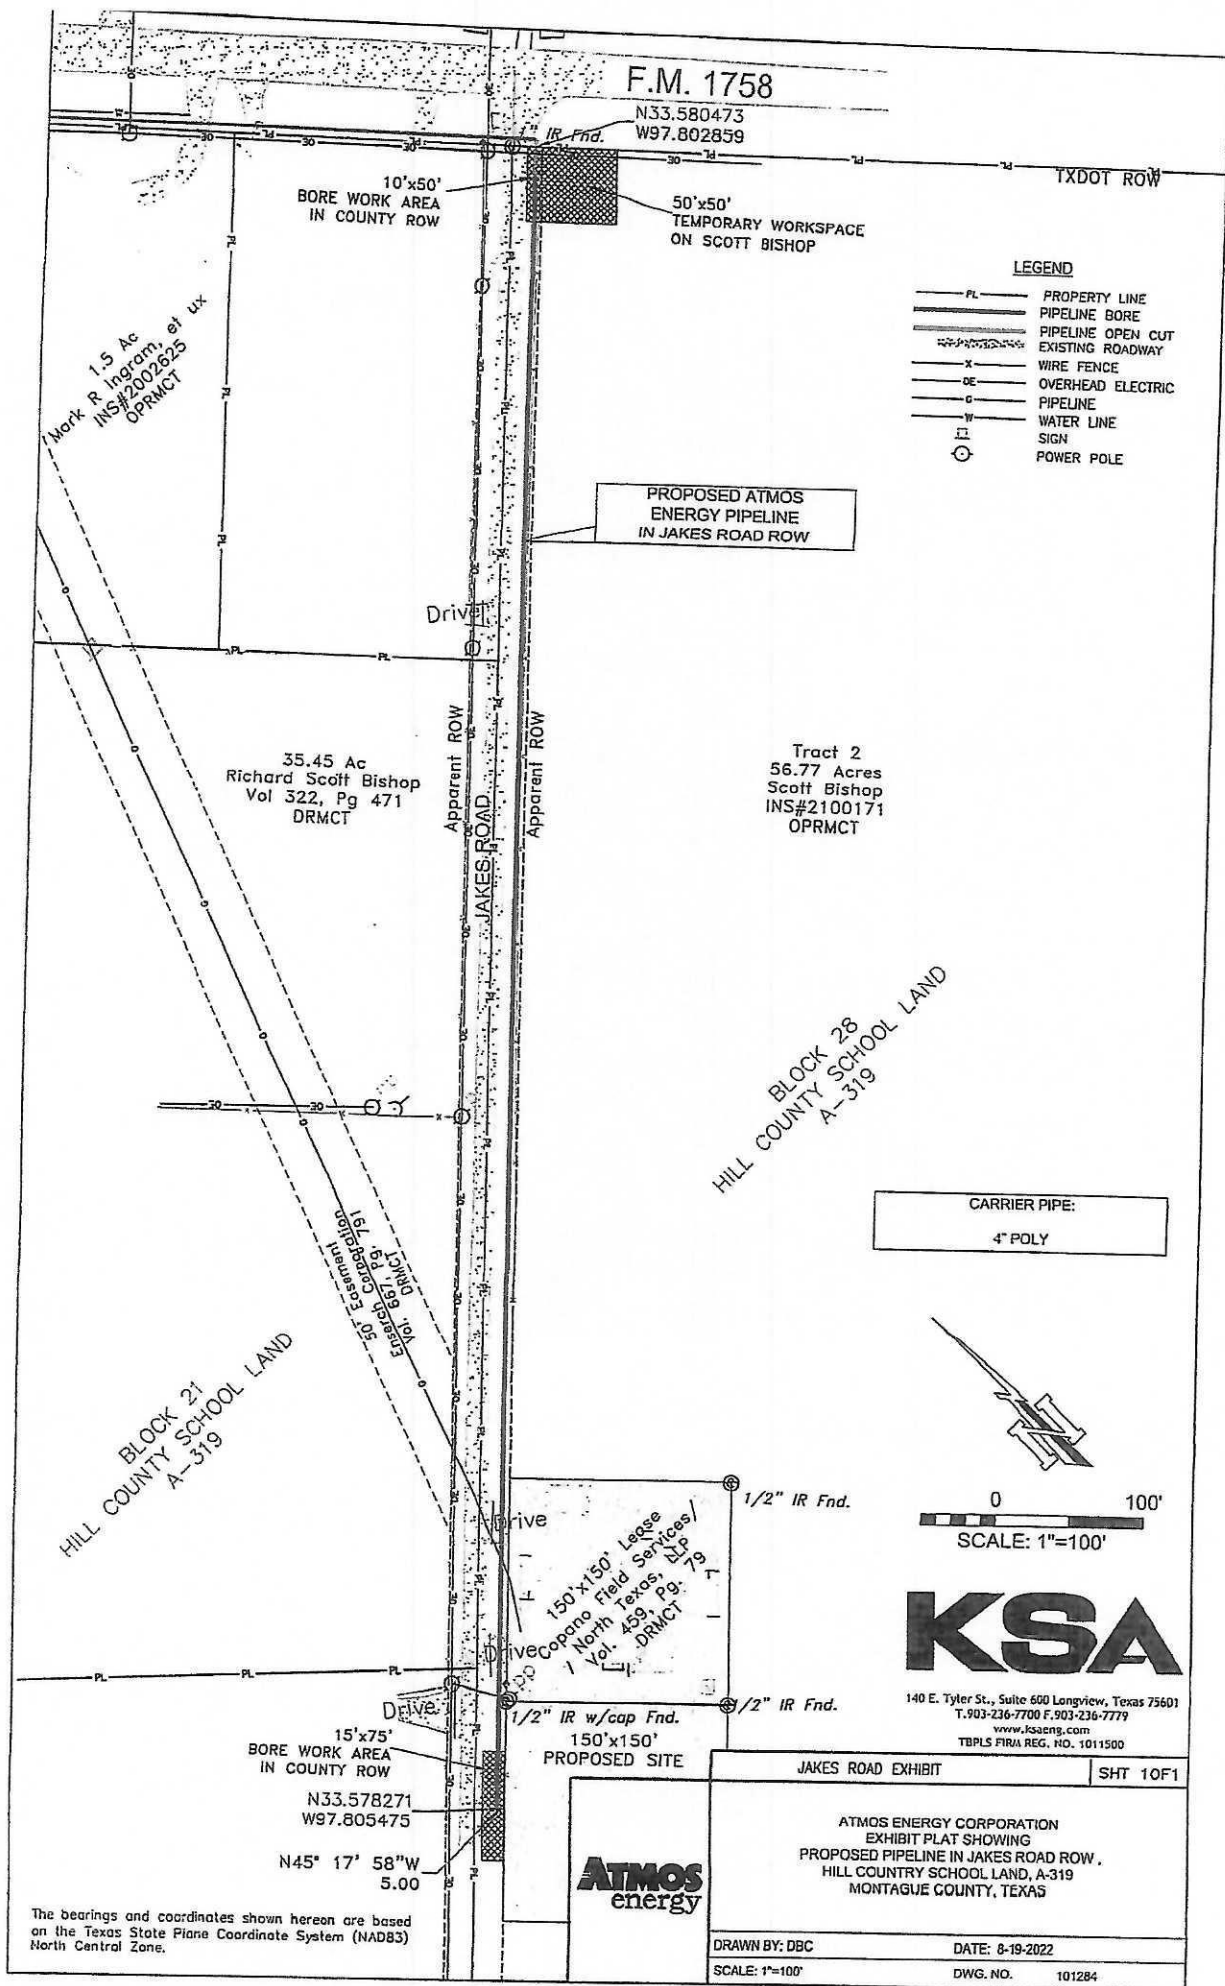 F.M. 1758
N33.580473
W97.802859
1" IR Fnd.
TXDOT ROW
10'x50'
BORE WORK AREA
IN COUNTY ROW
50'x50'
TEMPORARY WORKSPACE
ON SCOTT BISHOP
LEGEND
PL PROPERTY LINE
PIPELINE BORE
PIPELINE OPEN CUT
EXISTING ROADWAY
X WIRE FENCE
OE OVERHEAD ELECTRIC
G PIPELINE
W WATER LINE
SIGN
POWER POLE
1.5 Ac
Mark R Ingram, et ux
INS#2002625
OPRMCT
PROPOSED ATMOS
ENERGY PIPELINE
IN JAKES ROAD ROW
Drive
35.45 Ac
Richard Scott Bishop
Vol 322, Pg 471
DRMCT
Apparent ROW
JAKES ROAD
Apparent ROW
Tract 2
56.77 Acres
Scott Bishop
INS#2100171
OPRMCT
BLOCK 28
HILL COUNTY SCHOOL LAND
A-319
CARRIER PIPE:
4" POLY
50' Easement
Enserch Corporation
Vol. 667, Pg. 791
DRMCT
BLOCK 21
HILL COUNTY SCHOOL LAND
A-319
N
0 100'
SCALE: 1"=100'
1/2" IR Fnd.
Drive
150'x150' Lease
Copano Field Services/
North Texas, LLP
Vol. 459, Pg. 79
DRMCT
Drive
PP
Drive
1/2" IR w/cap Fnd.
1/2" IR Fnd.
150'x150'
PROPOSED SITE
15'x75'
BORE WORK AREA
IN COUNTY ROW
N33.578271
W97.805475
N45° 17' 58"W
5.00
KSA
140 E. Tyler St., Suite 600 Longview, Texas 75601
T.903-236-7700 F.903-236-7779
www.ksaeng.com
TBPLS FIRM REG. NO. 1011500
JAKES ROAD EXHIBIT
SHT 1OF1
ATMOS ENERGY CORPORATION
EXHIBIT PLAT SHOWING
PROPOSED PIPELINE IN JAKES ROAD ROW,
HILL COUNTRY SCHOOL LAND, A-319
MONTAGUE COUNTY, TEXAS
ATMOS
energy
DRAWN BY: DBC
DATE: 8-19-2022
SCALE: 1"=100'
DWG. NO. 101284
The bearings and coordinates shown hereon are based
on the Texas State Plane Coordinate System (NAD83)
North Central Zone.